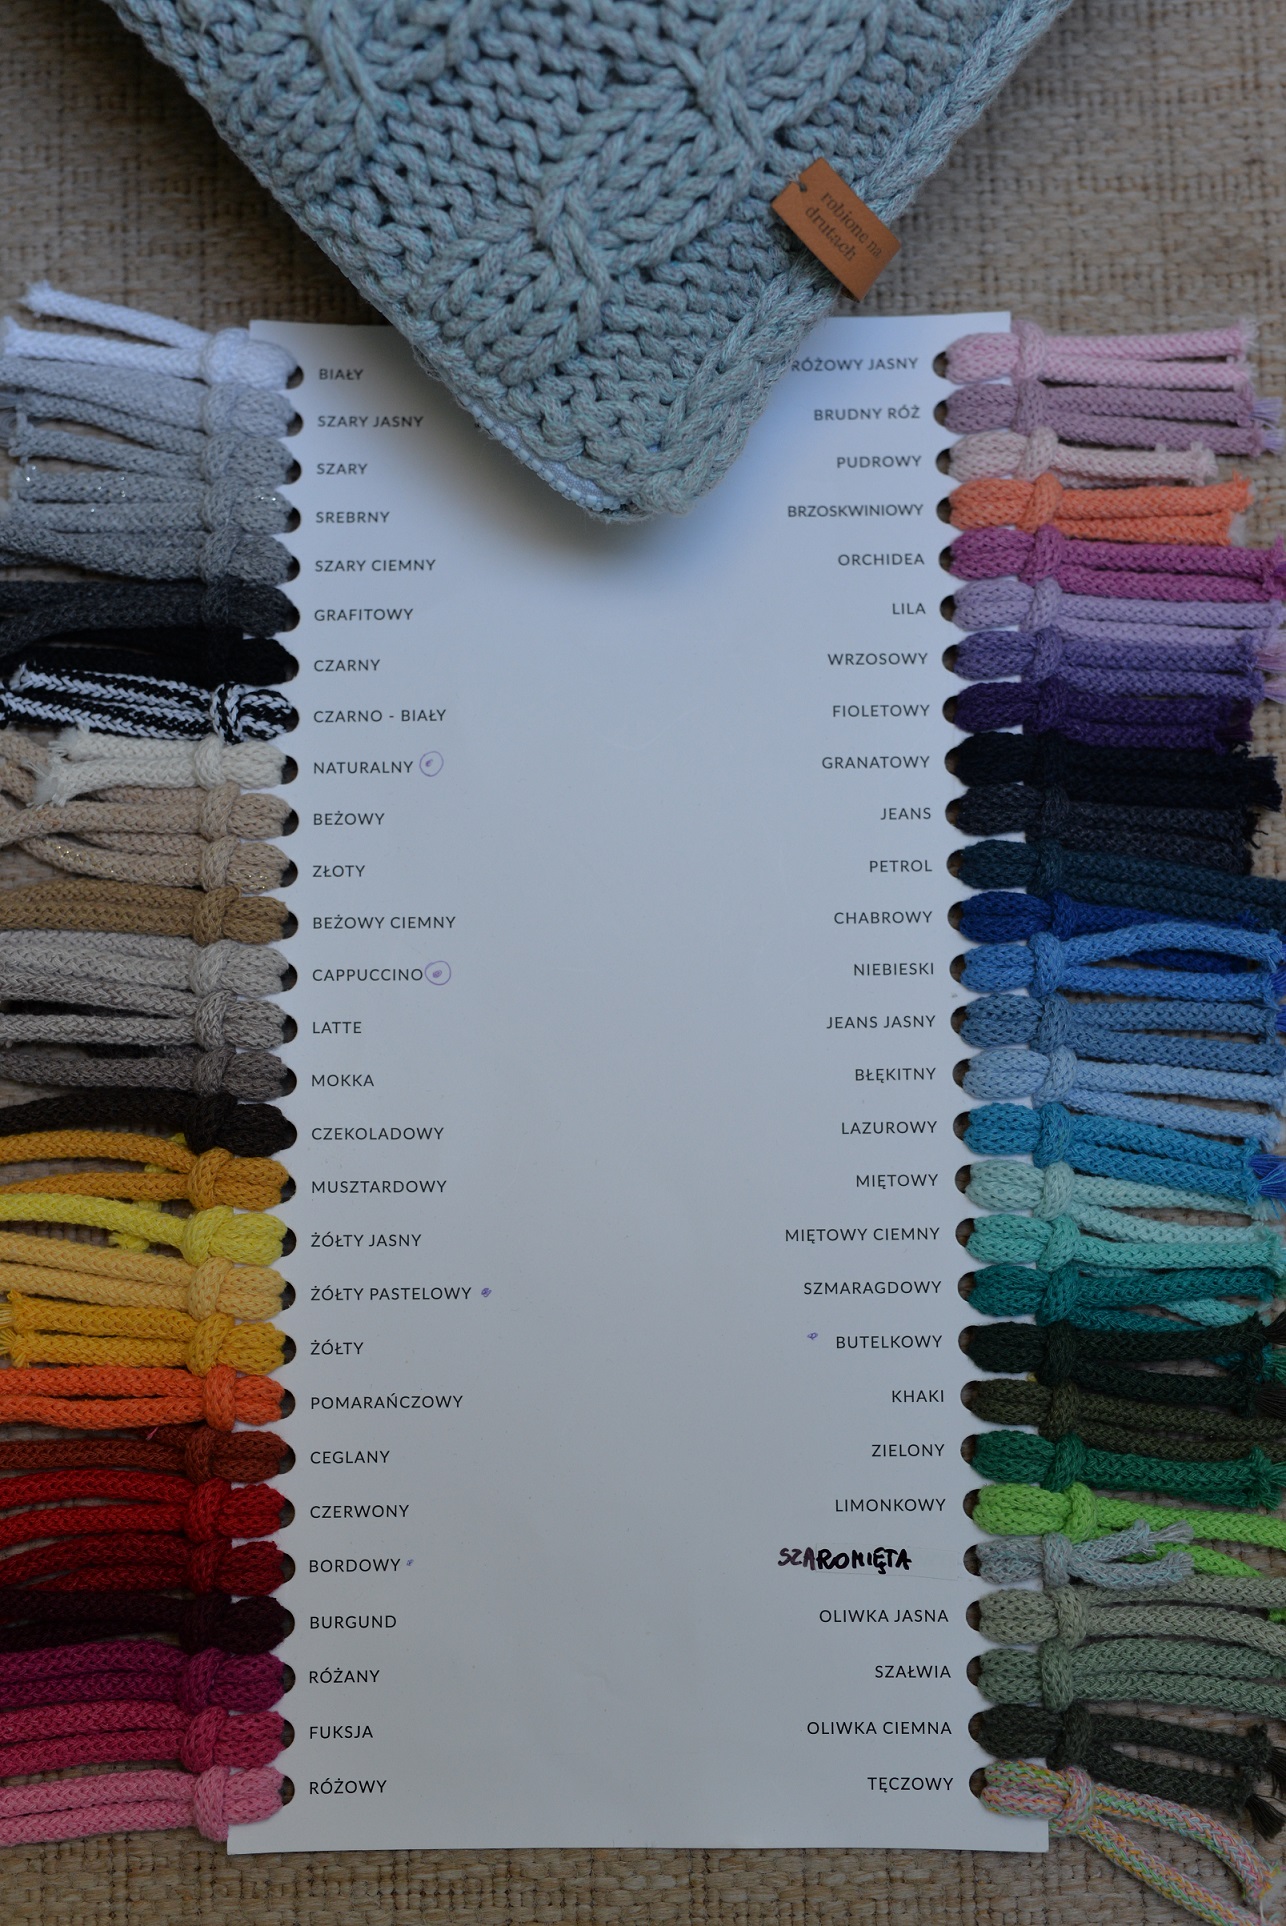 robione na
drutach
BIAŁY
SZARY JASNY
SZARY
SREBRNY
SZARY CIEMNY
GRAFITOWY
CZARNY
CZARNO - BIAŁY
NATURALNY
BEŻOWY
ZŁOTY
BEŻOWY CIEMNY
CAPPUCCINO
LATTE
MOKKA
CZEKOLADOWY
MUSZTARDOWY
ŻÓŁTY JASNY
ŻÓŁTY PASTELOWY
ŻÓŁTY
POMARAŃCZOWY
CEGLANY
CZERWONY
BORDOWY
BURGUND
RÓŻANY
FUKSJA
RÓŻOWY
RÓŻOWY JASNY
BRUDNY RÓŻ
PUDROWY
BRZOSKWINIOWY
ORCHIDEA
LILA
WRZOSOWY
FIOLETOWY
GRANATOWY
JEANS
PETROL
CHABROWY
NIEBIESKI
JEANS JASNY
BŁĘKITNY
LAZUROWY
MIĘTOWY
MIĘTOWY CIEMNY
SZMARAGDOWY
BUTELKOWY
KHAKI
ZIELONY
LIMONKOWY
SZAROMIĘTA
OLIWKA JASNA
SZAŁWIA
OLIWKA CIEMNA
TĘCZOWY